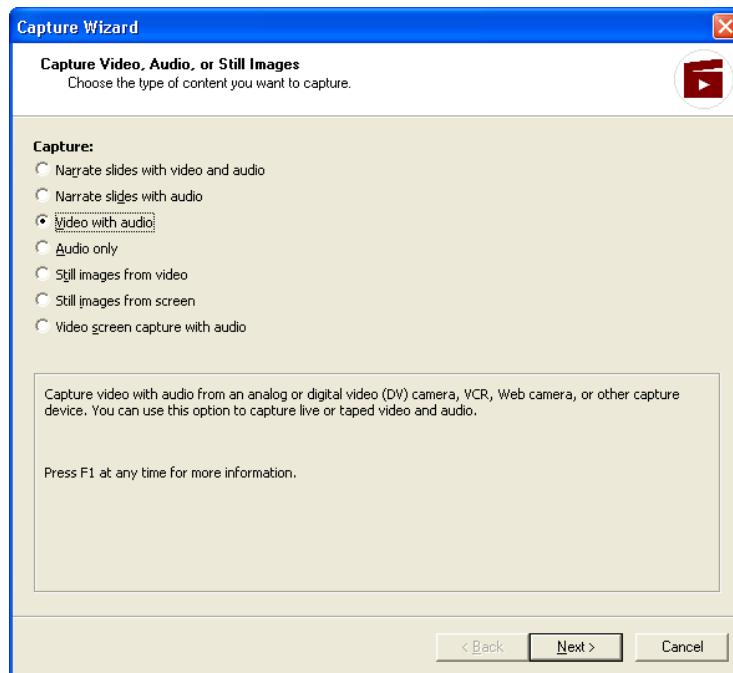 Capture Wizard
Capture Video, Audio, or Still Images
Choose the type of content you want to capture.
Capture:
Narrate slides with video and audio
Narrate slides with audio
Video with audio
Audio only
Still images from video
Still images from screen
Video screen capture with audio
Capture video with audio from an analog or digital video (DV) camera, VCR, Web camera, or other capture
device. You can use this option to capture live or taped video and audio.
Press F1 at any time for more information.
< Back
Next >
Cancel